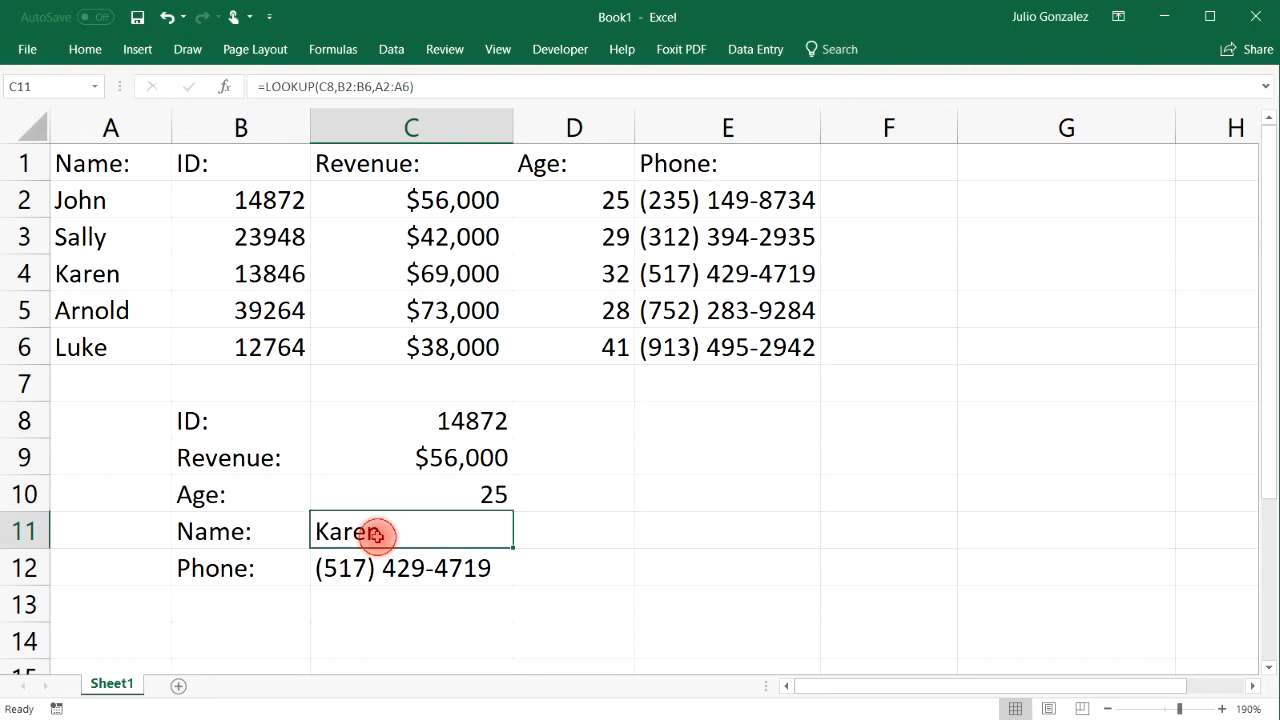 AutoSave Off Book1 - Excel Julio Gonzalez
File Home Insert Draw Page Layout Formulas Data Review View Developer Help Foxit PDF Data Entry Search Share
C11 fx =LOOKUP(C8,B2:B6,A2:A6)
A B C D E F G H
1 Name: ID: Revenue: Age: Phone:
2 John 14872 $56,000 25 (235) 149-8734
3 Sally 23948 $42,000 29 (312) 394-2935
4 Karen 13846 $69,000 32 (517) 429-4719
5 Arnold 39264 $73,000 28 (752) 283-9284
6 Luke 12764 $38,000 41 (913) 495-2942
7
8 ID: 14872
9 Revenue: $56,000
10 Age: 25
11 Name: Karen
12 Phone: (517) 429-4719
13
14
15
Sheet1
Ready 190%